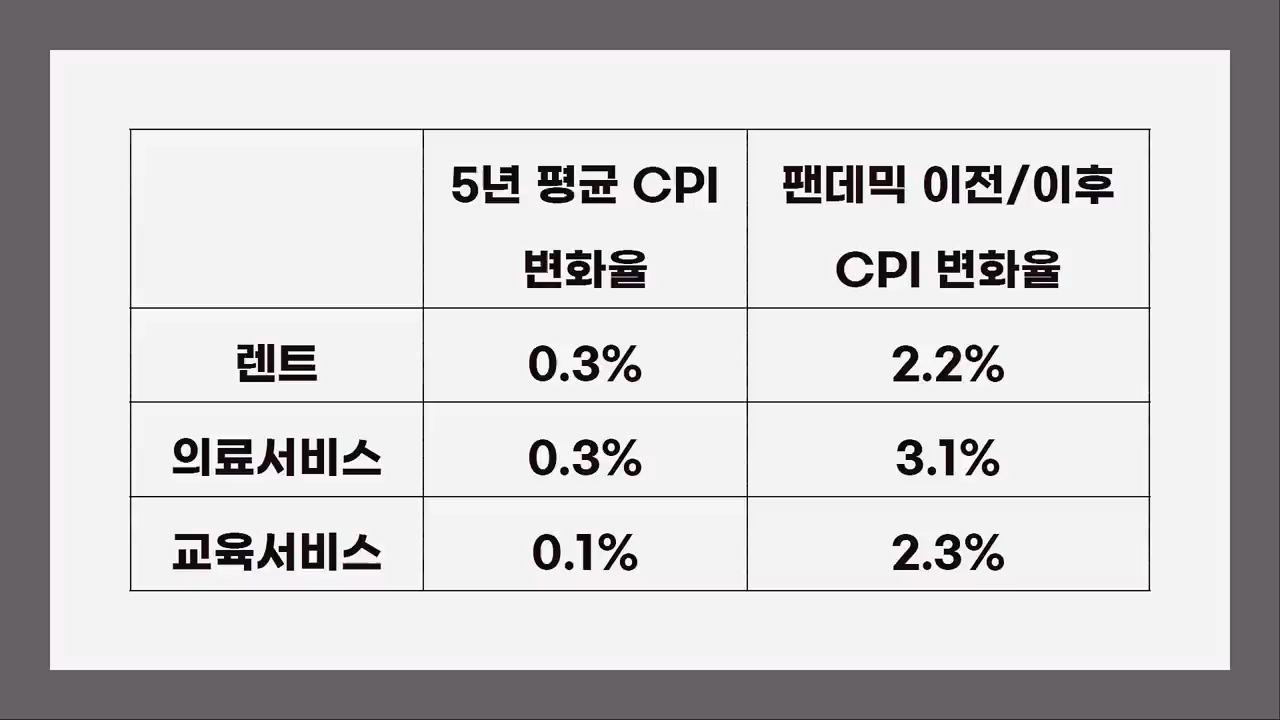 5년 평균 CPI 팬데믹 이전/이후
변화율 CPI 변화율
렌트 0.3% 2.2%
의료서비스 0.3% 3.1%
교육서비스 0.1% 2.3%